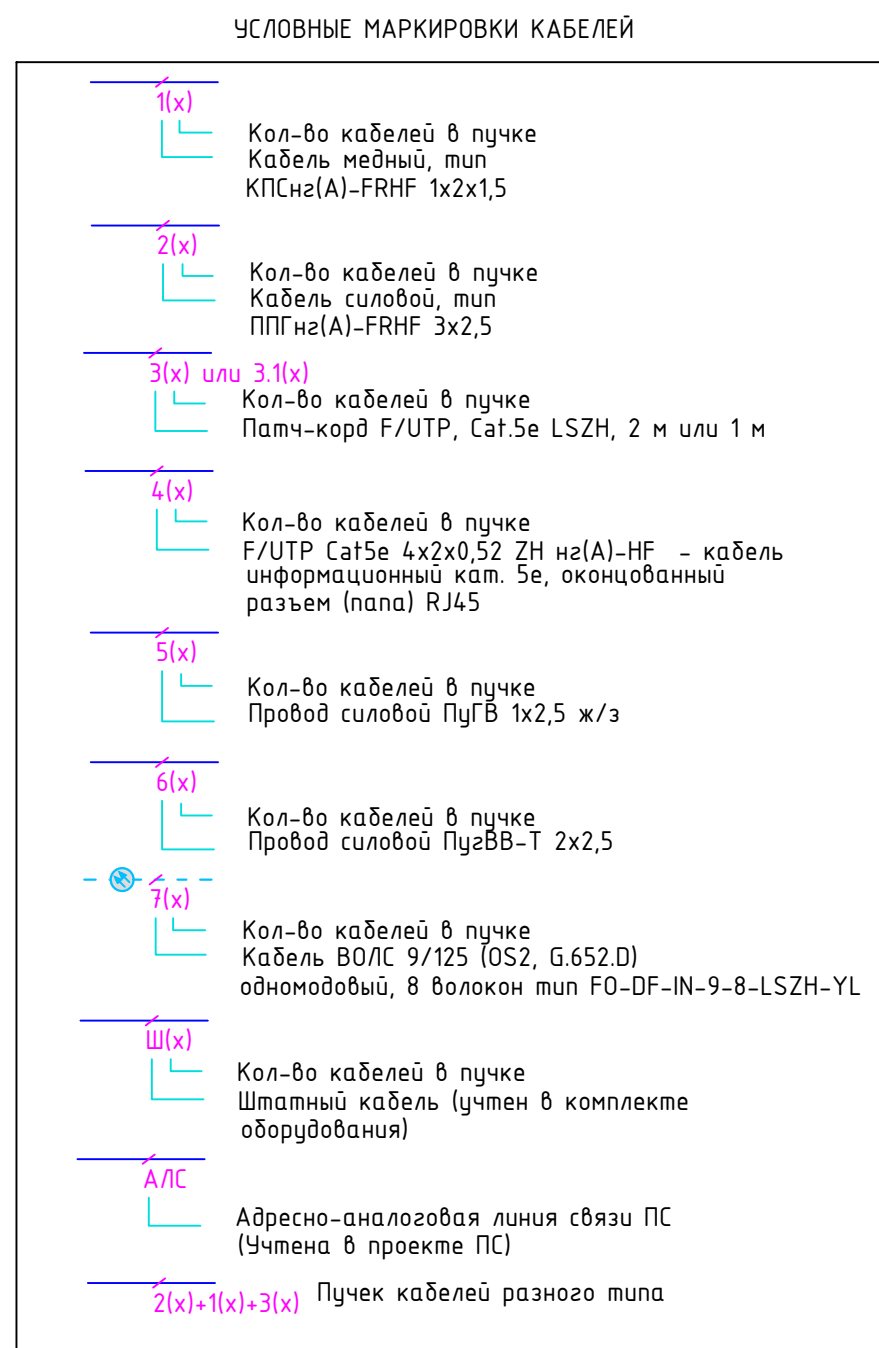 УСЛОВНЫЕ МАРКИРОВКИ КАБЕЛЕЙ
1(x)
Кол-во кабелей в пучке
Кабель медный, тип
КПСнг(А)-FRHF 1х2х1,5
2(x)
Кол-во кабелей в пучке
Кабель силовой, тип
ППГнг(А)-FRHF 3х2,5
3(x) или 3.1(x)
Кол-во кабелей в пучке
Патч-корд F/UTP, Cat.5e LSZH, 2 м или 1 м
4(x)
Кол-во кабелей в пучке
F/UTP Cat5e 4x2x0,52 ZH нг(А)-HF - кабель
информационный кат. 5е, оконцованный
разъем (папа) RJ45
5(x)
Кол-во кабелей в пучке
Провод силовой ПуГВ 1х2,5 ж/з
6(x)
Кол-во кабелей в пучке
Провод силовой ПугВВ-Т 2х2,5
7(x)
Кол-во кабелей в пучке
Кабель ВОЛС 9/125 (OS2, G.652.D)
одномодовый, 8 волокон тип FO-DF-IN-9-8-LSZH-YL
Ш(x)
Кол-во кабелей в пучке
Штатный кабель (учтен в комплекте
оборудования)
АЛС
Адресно-аналоговая линия связи ПС
(Учтена в проекте ПС)
2(x)+1(x)+3(x) Пучек кабелей разного типа